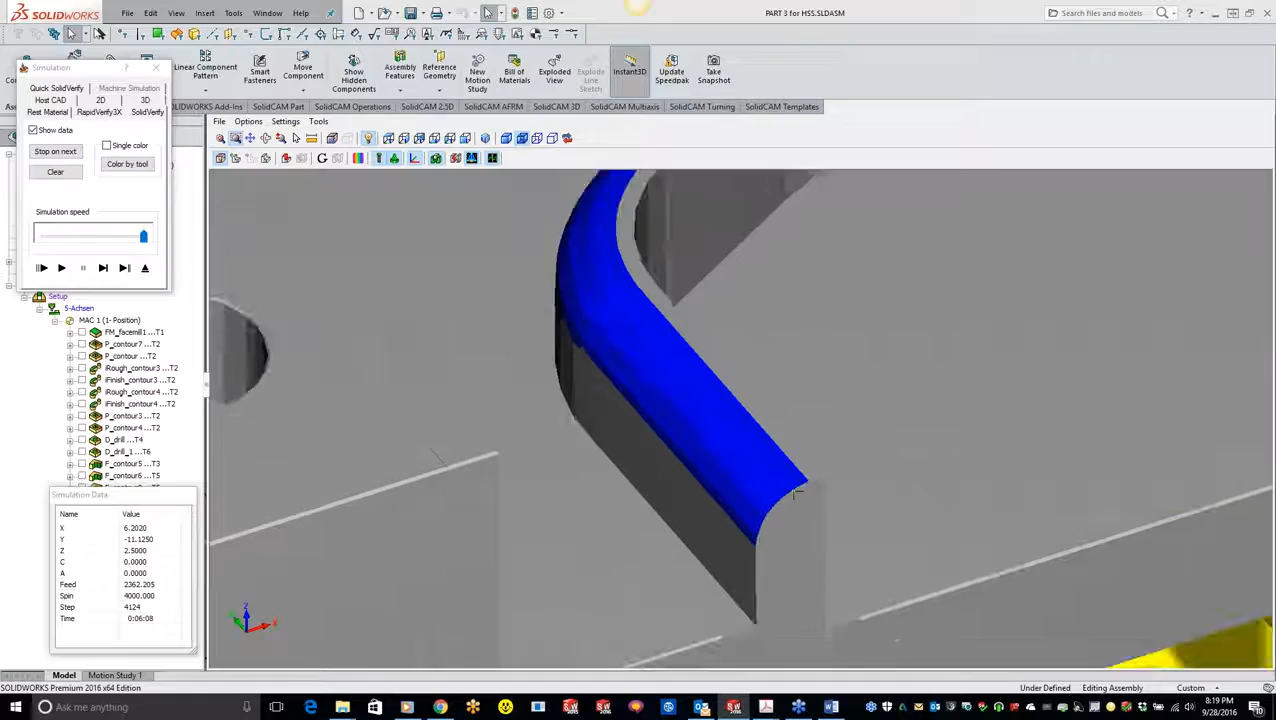 SOLIDWORKS File Edit View Insert Tools Window Help PART 3 for HSS.SLDASM Search files and models
Simulation
Quick SolidVerify Machine Simulation
Host CAD 2D 3D
Rest Material RapidVerify3X SolidVerify
Show data
Stop on next Single color
Clear Color by tool
Simulation speed
Linear Component Pattern Smart Fasteners Move Component Show Hidden Components Assembly Features Reference Geometry New Motion Study Bill of Materials Exploded View Explode Line Sketch Instant3D Update Speedpak Take Snapshot
SOLIDWORKS Add-Ins SolidCAM Part SolidCAM Operations SolidCAM 2.5D SolidCAM AFRM SolidCAM 3D SolidCAM Multiaxis SolidCAM Turning SolidCAM Templates
File Options Settings Tools
Setup
5-Achsen
MAC 1 (1- Position)
FM_facemill1 ...T1
P_contour7 ...T2
P_contour ...T2
iRough_contour3 ...T2
iFinish_contour3 ...T2
iRough_contour4 ...T2
iFinish_contour4 ...T2
P_contour3 ...T2
P_contour4 ...T2
D_drill ...T4
D_drill_1 ...T6
F_contour5 ...T3
F_contour6 ...T5
Simulation Data
Name Value
X 6.2020
Y -11.1250
Z 2.5000
C 0.0000
A 0.0000
Feed 2362.205
Spin 4000.000
Step 4124
Time 0:06:08
Z
X
Model Motion Study 1
SOLIDWORKS Premium 2016 x64 Edition Under Defined Editing Assembly Custom
Ask me anything 8:19 PM
9/28/2016